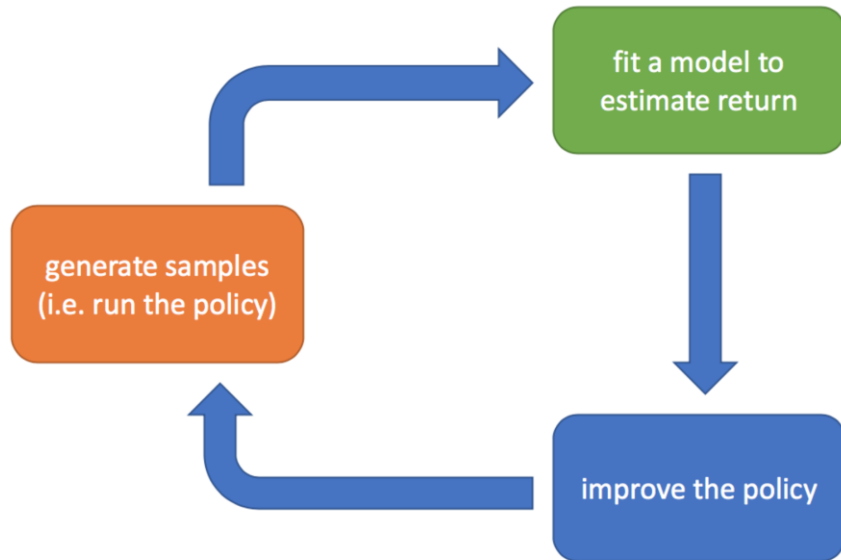 fit a model to
estimate return
generate samples
(i.e. run the policy)
improve the policy